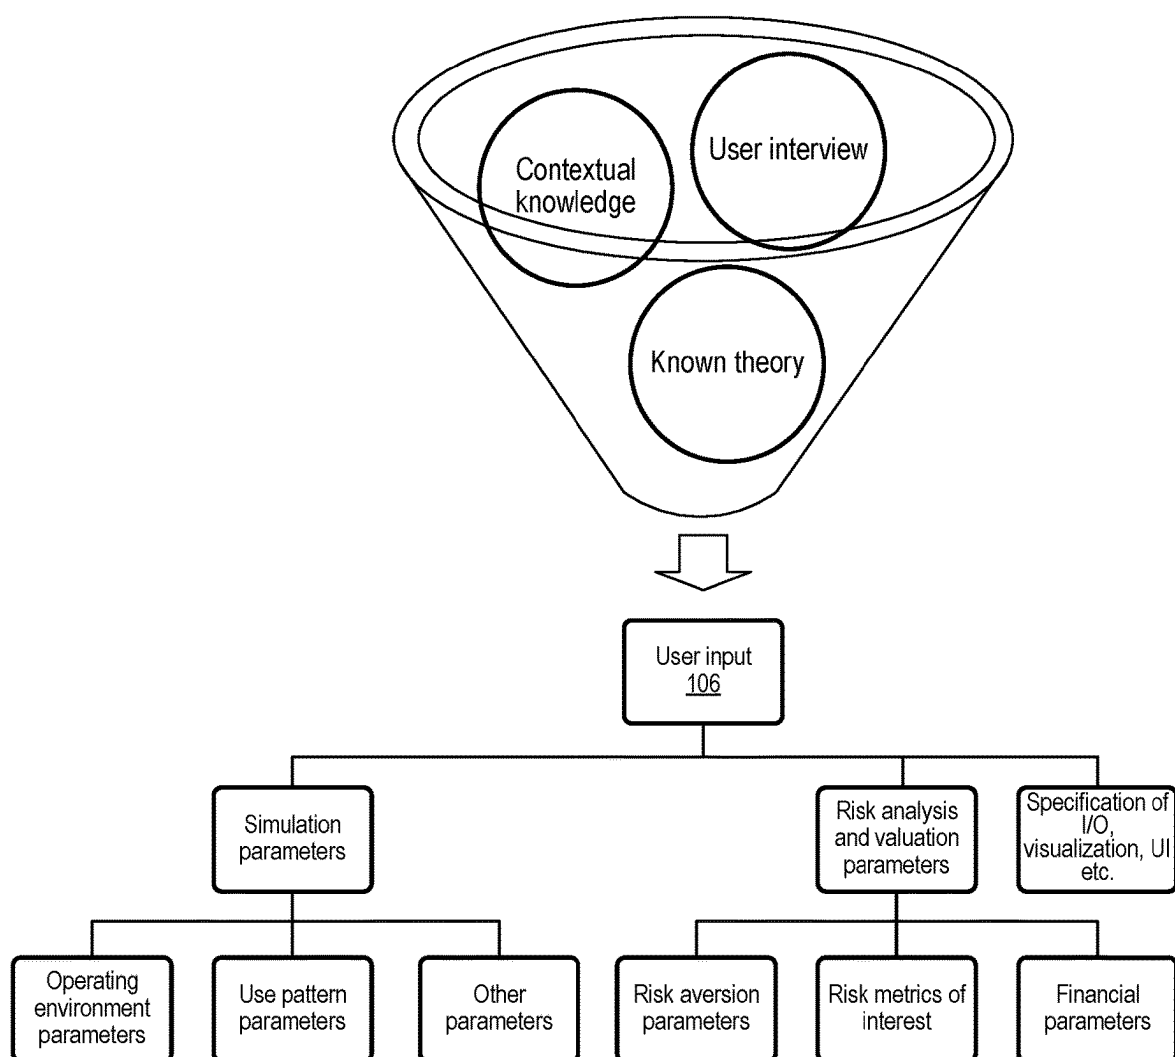 User interview
Contextual
knowledge
Known theory
User input
106
Simulation
parameters
Risk analysis
and valuation
parameters
Specification of
I/O,
visualization, UI
etc.
Operating
environment
parameters
Use pattern
parameters
Other
parameters
Risk aversion
parameters
Risk metrics of
interest
Financial
parameters